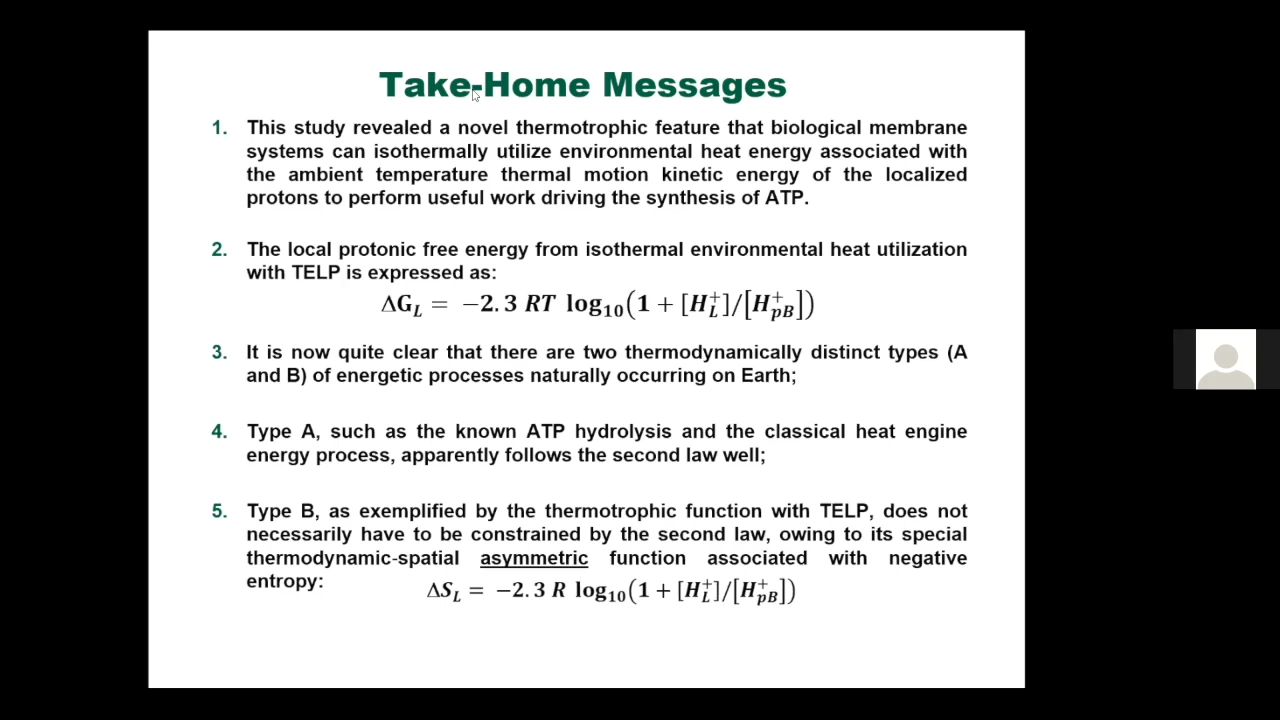 Take-Home Messages
1. This study revealed a novel thermotrophic feature that biological membrane
systems can isothermally utilize environmental heat energy associated with
the ambient temperature thermal motion kinetic energy of the localized
protons to perform useful work driving the synthesis of ATP.
2. The local protonic free energy from isothermal environmental heat utilization
with TELP is expressed as:
ΔG_L = −2.3 RT log₁₀(1 + [H_L^+]/[H_pB^+])
3. It is now quite clear that there are two thermodynamically distinct types (A
and B) of energetic processes naturally occurring on Earth;
4. Type A, such as the known ATP hydrolysis and the classical heat engine
energy process, apparently follows the second law well;
5. Type B, as exemplified by the thermotrophic function with TELP, does not
necessarily have to be constrained by the second law, owing to its special
thermodynamic-spatial asymmetric function associated with negative
entropy: ΔS_L = −2.3 R log₁₀(1 + [H_L^+]/[H_pB^+])